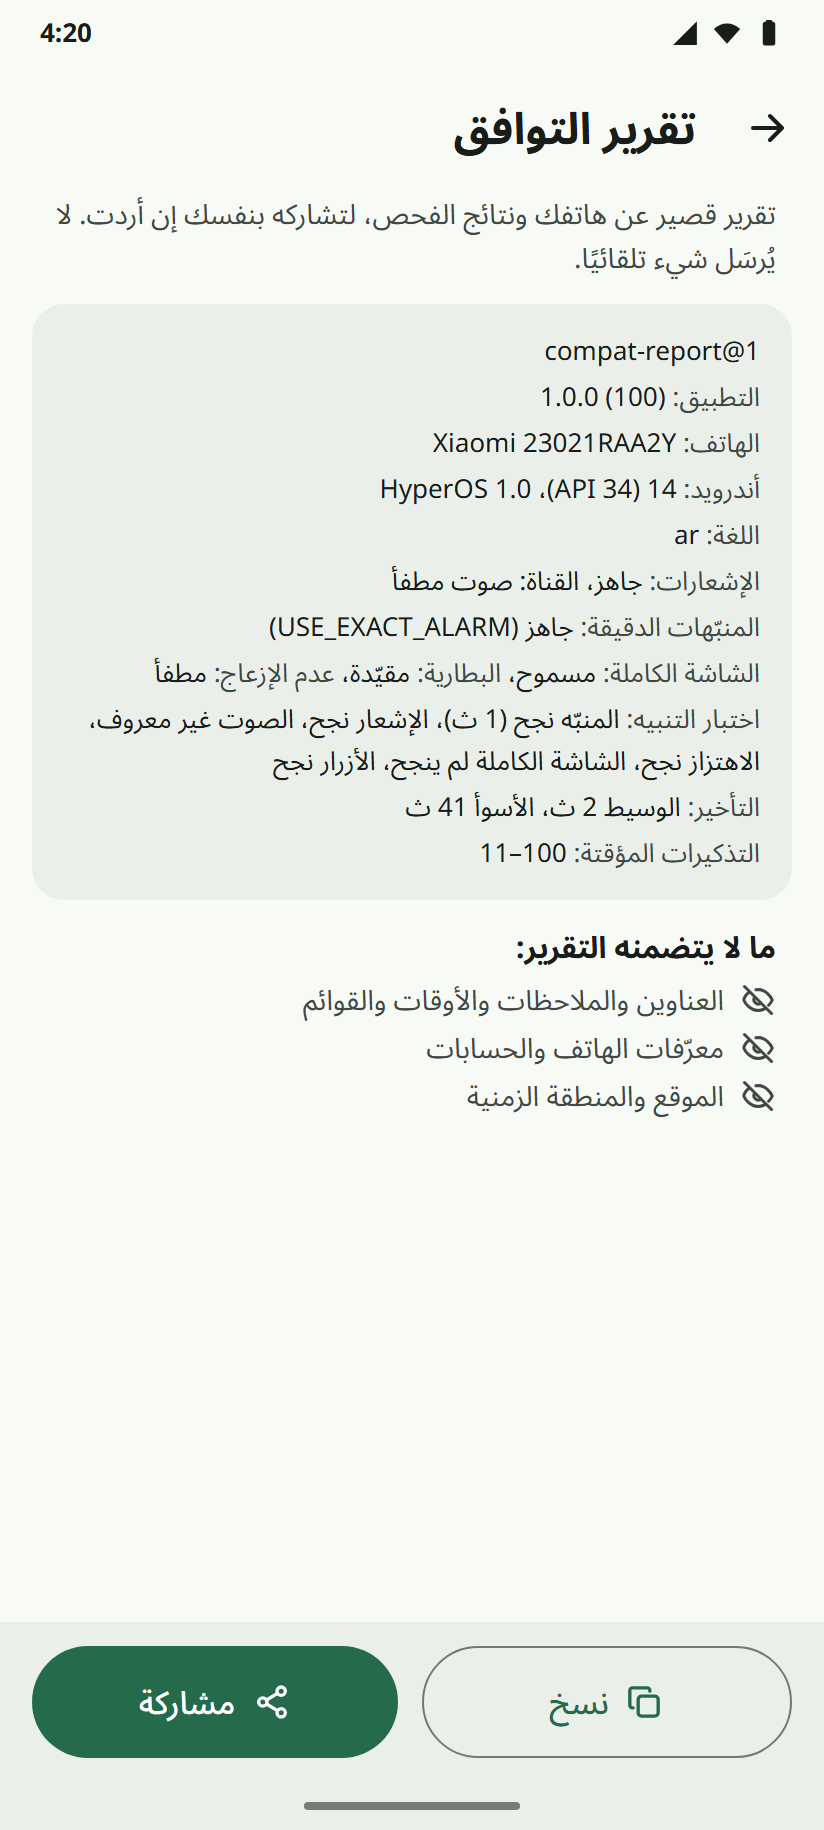 4:20
تقرير التوافق
تقرير قصير عن هاتفك ونتائج الفحص، لتشاركه بنفسك إن أردت. لا
يُرسَل شيء تلقائيًا.
compat-report@1
التطبيق: 1.0.0 (100)
الهاتف: Xiaomi 23021RAA2Y
أندرويد: 14 (API 34)، HyperOS 1.0
اللغة: ar
الإشعارات: جاهز، القناة: صوت مطفأ
المنبّهات الدقيقة: جاهز (USE_EXACT_ALARM)
الشاشة الكاملة: مسموح، البطارية: مقيّدة، عدم الإزعاج: مطفأ
اختبار التنبيه: المنبّه نجح (1 ث)، الإشعار نجح، الصوت غير معروف،
الاهتزاز نجح، الشاشة الكاملة لم ينجح، الأزرار نجح
التأخير: الوسيط 2 ث، الأسوأ 41 ث
التذكيرات المؤقتة: 11–100
ما لا يتضمنه التقرير:
العناوين والملاحظات والأوقات والقوائم
معرّفات الهاتف والحسابات
الموقع والمنطقة الزمنية
نسخ
مشاركة